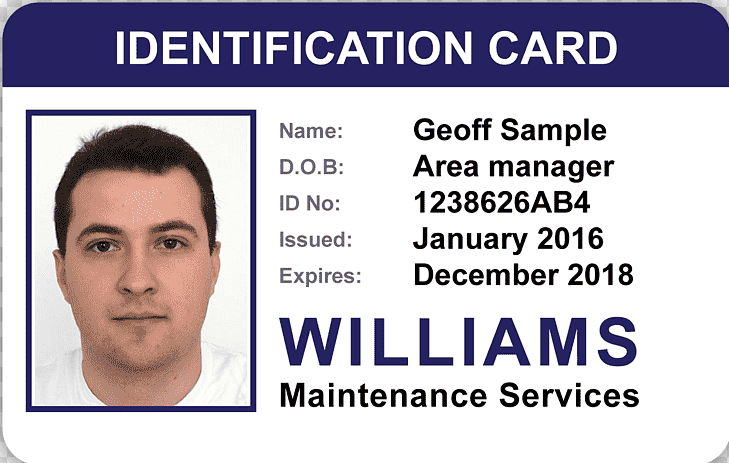 IDENTIFICATION CARD
Name: Geoff Sample
D.O.B: Area manager
ID No: 1238626AB4
Issued: January 2016
Expires: December 2018
WILLIAMS
Maintenance Services